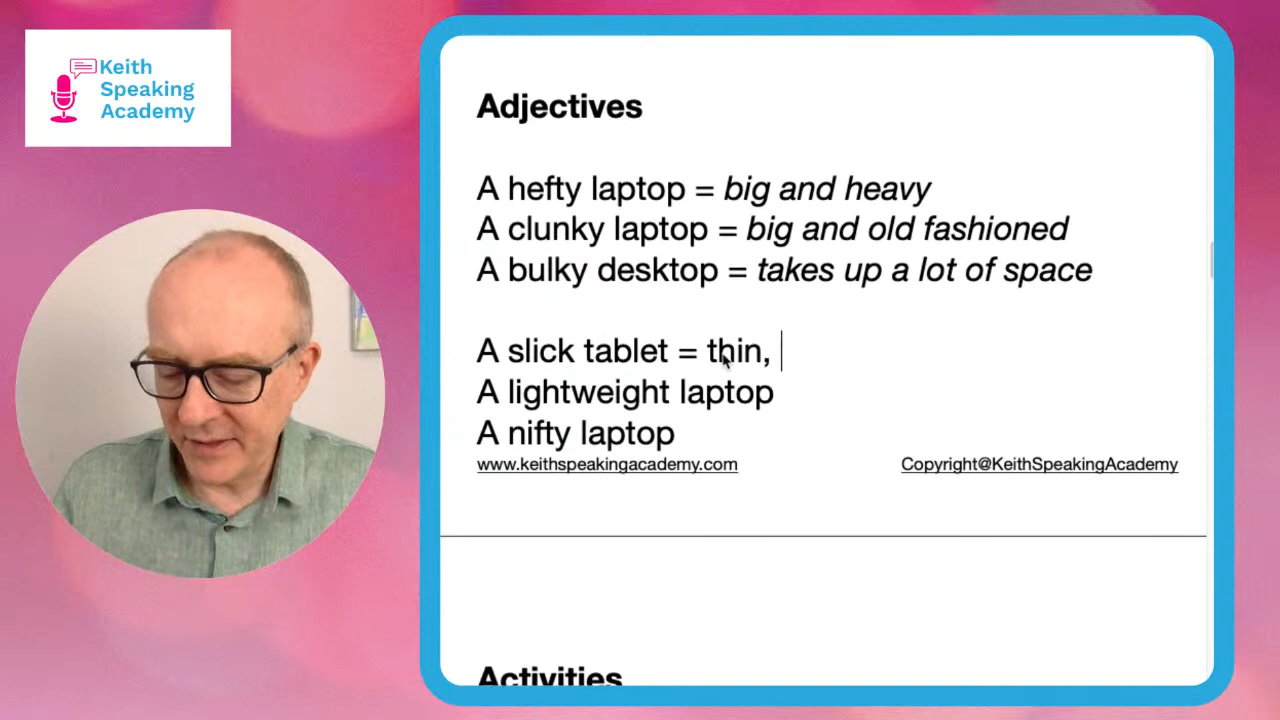 Keith
Speaking
Academy
Adjectives
A hefty laptop = big and heavy
A clunky laptop = big and old fashioned
A bulky desktop = takes up a lot of space
A slick tablet = thin,
A lightweight laptop
A nifty laptop
www.keithspeakingacademy.com Copyright@KeithSpeakingAcademy
Activities